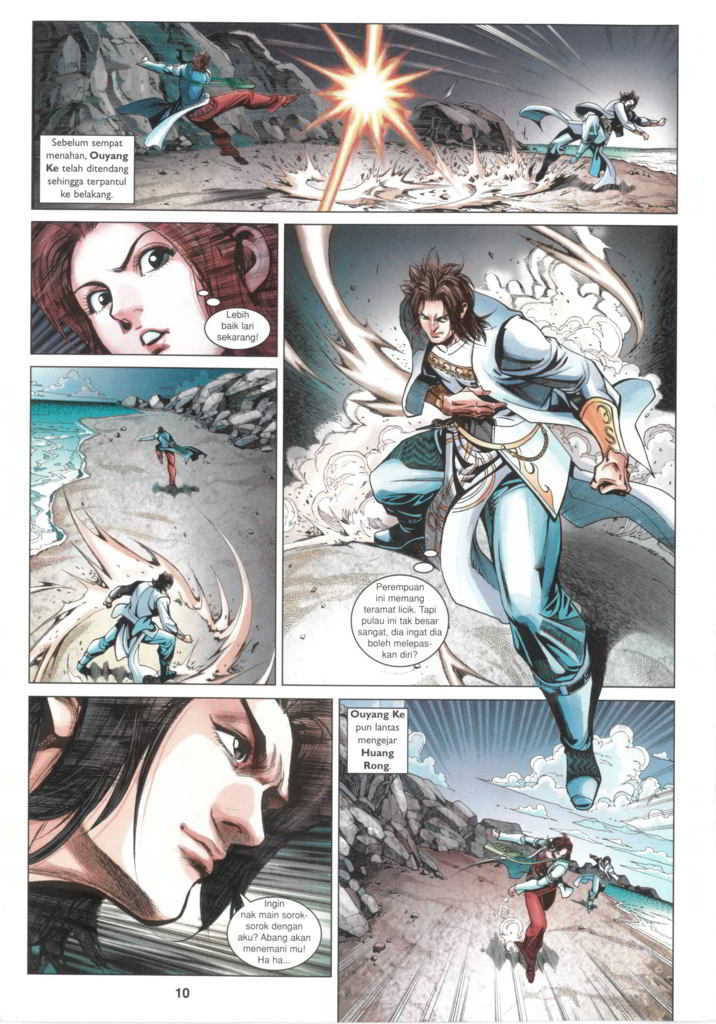 Sebelum sempat
menahan, Ouyang
Ke telah ditendang
sehingga terpantul
ke belakang.
Lebih
baik lari
sekarang!
Perempuan
ini memang
teramat licik. Tapi
pulau ini tak besar
sangat, dia ingat dia
boleh melepas-
kan diri?
Ingin
nak main sorok-
sorok dengan
aku? Abang akan
menemani mu!
Ha ha...
Ouyang Ke
pun lantas
mengejar
Huang
Rong.
10